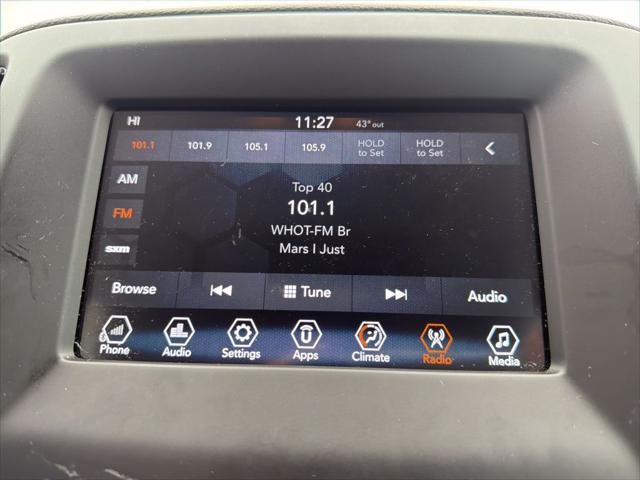 HI 11:27 43° out
101.1 101.9 105.1 105.9 HOLD to Set HOLD to Set
AM
FM
sxm
Top 40
101.1
WHOT-FM Br
Mars I Just
Browse Tune Audio
Phone Audio Settings Apps Climate Radio Media